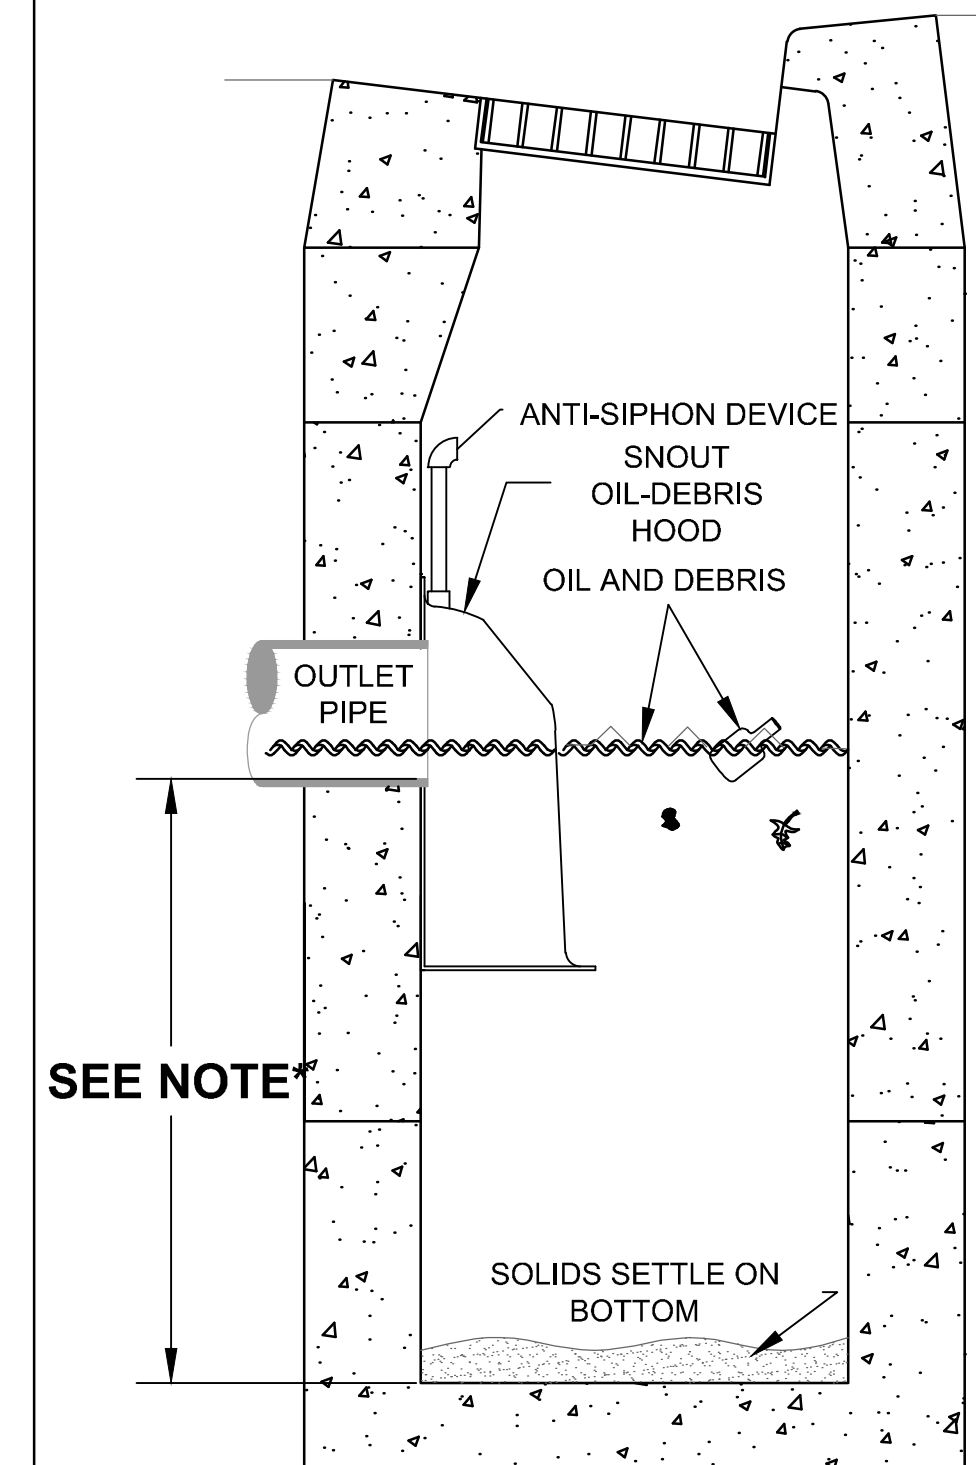 ANTI-SIPHON DEVICE
SNOUT
OIL-DEBRIS
HOOD
OIL AND DEBRIS
OUTLET
PIPE
SEE NOTE*
SOLIDS SETTLE ON
BOTTOM